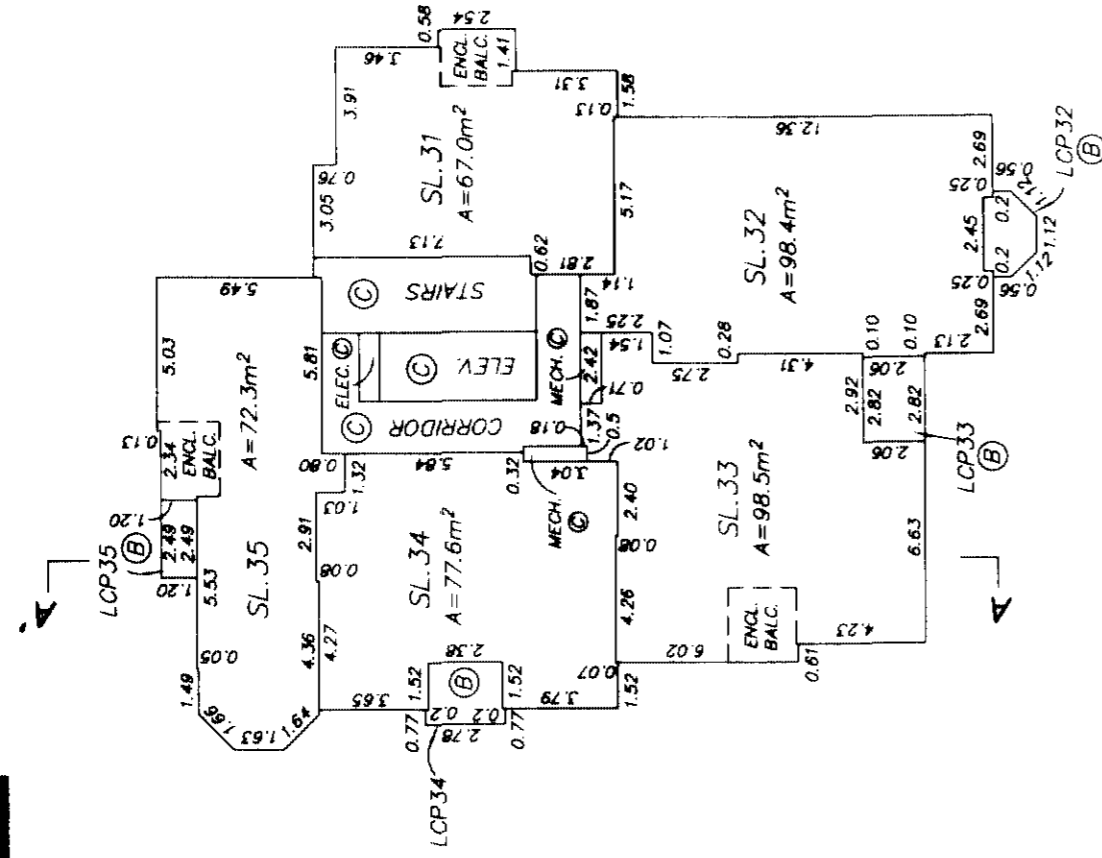 0.58
2.54
3.46
ENCL.
BALC.
1.41
3.91
3.31
0.76
SL.31
A=67.0m²
0.13
1.58
3.05
7.13
5.17
12.36
0.62
2.81
5.03
5.49
STAIRS
C
1.14
1.87
2.25
SL.32
A=98.4m²
2.69
0.25
0.56
1.12
LCP32
B
0.2
2.45
0.2
1.12
1.12
0.56
0.25
2.69
5.81
ELEC. C
ELEV.
C
MECH. C
2.42
1.54
1.07
0.28
2.75
0.71
4.31
0.10
0.10
2.06
2.13
0.13
2.34
ENCL.
BALC.
A=72.3m²
CORRIDOR
C
0.18
1.37
0.5
2.92
2.82
2.82
2.06
LCP33
B
0.80
1.32
5.84
0.32
3.04
1.02
1.20
2.49
2.49
1.20
LCP35
B
SL.35
5.53
2.91
1.03
0.08
MECH.
C
2.40
0.08
SL.33
A=98.5m²
6.63
SL.34
A=77.6m²
4.26
A'
0.05
4.36
4.27
1.49
1.66
1.63
1.64
3.65
1.52
2.38
B
1.52
0.2
0.2
2.78
0.77
0.77
LCP34
3.79
0.07
1.52
6.02
ENCL.
BALC.
0.61
4.23
A